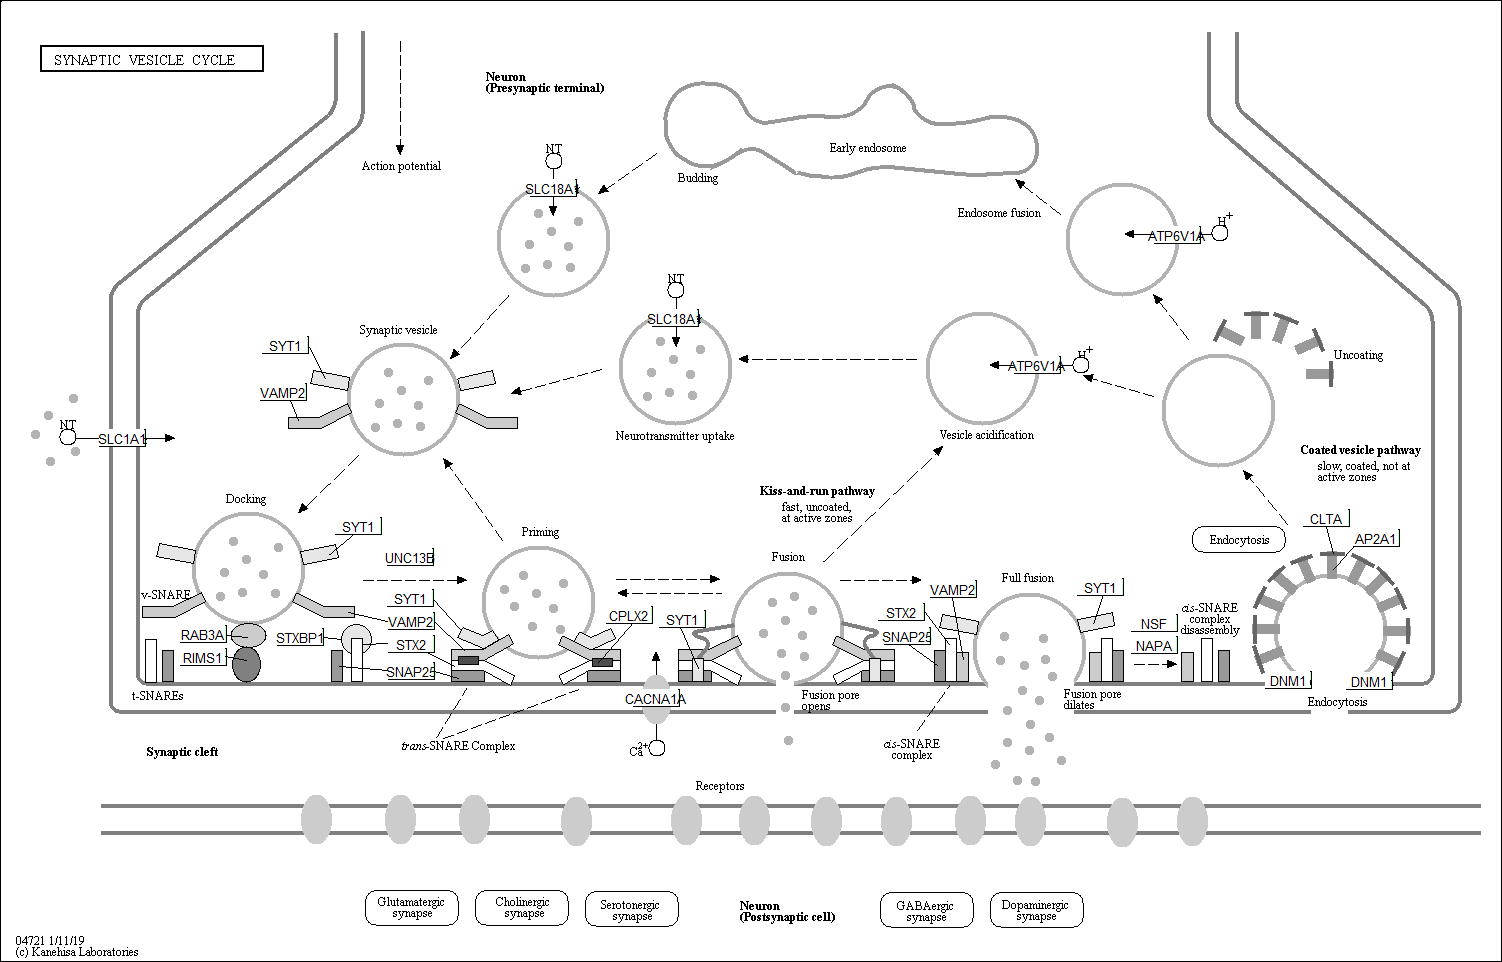 SYNAPTIC VESICLE CYCLE
Neuron
(Presynaptic terminal)
Action potential
NT
SLC18A1
Budding
Early endosome
Endosome fusion
H+
ATP6V1A
NT
SLC18A1
Synaptic vesicle
SYT1
VAMP2
Neurotransmitter uptake
H+
ATP6V1A
Vesicle acidification
Uncoating
NT
SLC1A1
Coated vesicle pathway
slow, coated, not at
active zones
Kiss-and-run pathway
fast, uncoated,
at active zones
Docking
SYT1
UNC13B
Priming
Fusion
Full fusion
Endocytosis
CLTA
AP2A1
v-SNARE
SYT1
VAMP2
CPLX2
SYT1
VAMP2
SYT1
STX2
SNAP25
cis-SNARE
complex
disassembly
NSF
NAPA
RAB3A
RIMS1
STXBP1
STX2
SNAP25
t-SNAREs
CACNA1A
Ca2+
Fusion pore
opens
Fusion pore
dilates
DNM1
DNM1
Endocytosis
trans-SNARE Complex
cis-SNARE
complex
Synaptic cleft
Receptors
Glutamatergic
synapse
Cholinergic
synapse
Serotonergic
synapse
Neuron
(Postsynaptic cell)
GABAergic
synapse
Dopaminergic
synapse
04721 1/11/19
(c) Kanehisa Laboratories